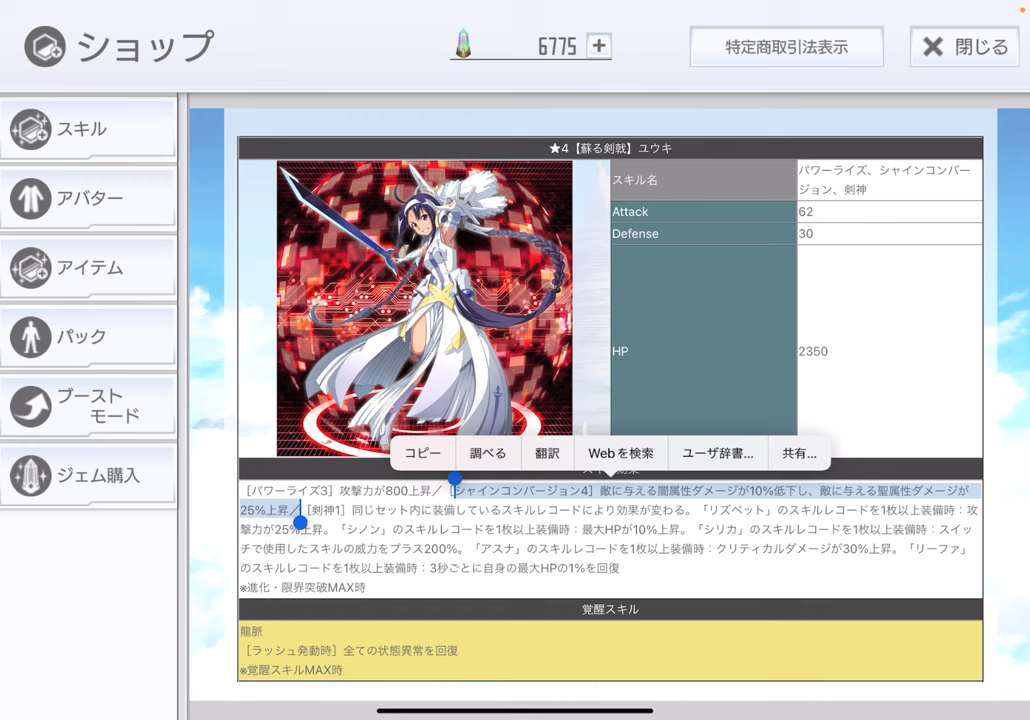 ショップ
6775
特定商取引法表示
閉じる
スキル
アバター
アイテム
パック
ブースト
モード
ジェム購入
★4【蘇る剣戟】ユウキ
スキル名
パワーライズ、シャインコンバー
ジョン、剣神
Attack
62
Defense
30
HP
2350
コピー
調べる
翻訳
Webを検索
ユーザ辞書...
共有...
［パワーライズ3］攻撃力が800上昇／［シャインコンバージョン4］敵に与える闇属性ダメージが10%低下し、敵に与える聖属性ダメージが
25%上昇／［剣神1］同じセット内に装備しているスキルレコードにより効果が変わる。「リズベット」のスキルレコードを1枚以上装備時：攻
撃力が25%上昇。「シノン」のスキルレコードを1枚以上装備時：最大HPが10%上昇。「シリカ」のスキルレコードを1枚以上装備時：スイッ
チで使用したスキルの威力をプラス200%。「アスナ」のスキルレコードを1枚以上装備時：クリティカルダメージが30%上昇。「リーファ」
のスキルレコードを1枚以上装備時：3秒ごとに自身の最大HPの1%を回復
※進化・限界突破MAX時
覚醒スキル
龍脈
［ラッシュ発動時］全ての状態異常を回復
※覚醒スキルMAX時